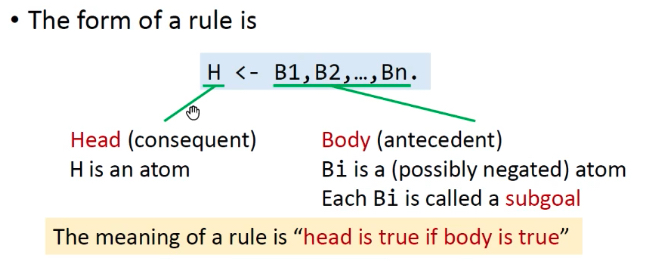 • The form of a rule is
H <- B1,B2,…,Bn.
Head (consequent)
H is an atom
Body (antecedent)
Bi is a (possibly negated) atom
Each Bi is called a subgoal
The meaning of a rule is “head is true if body is true”